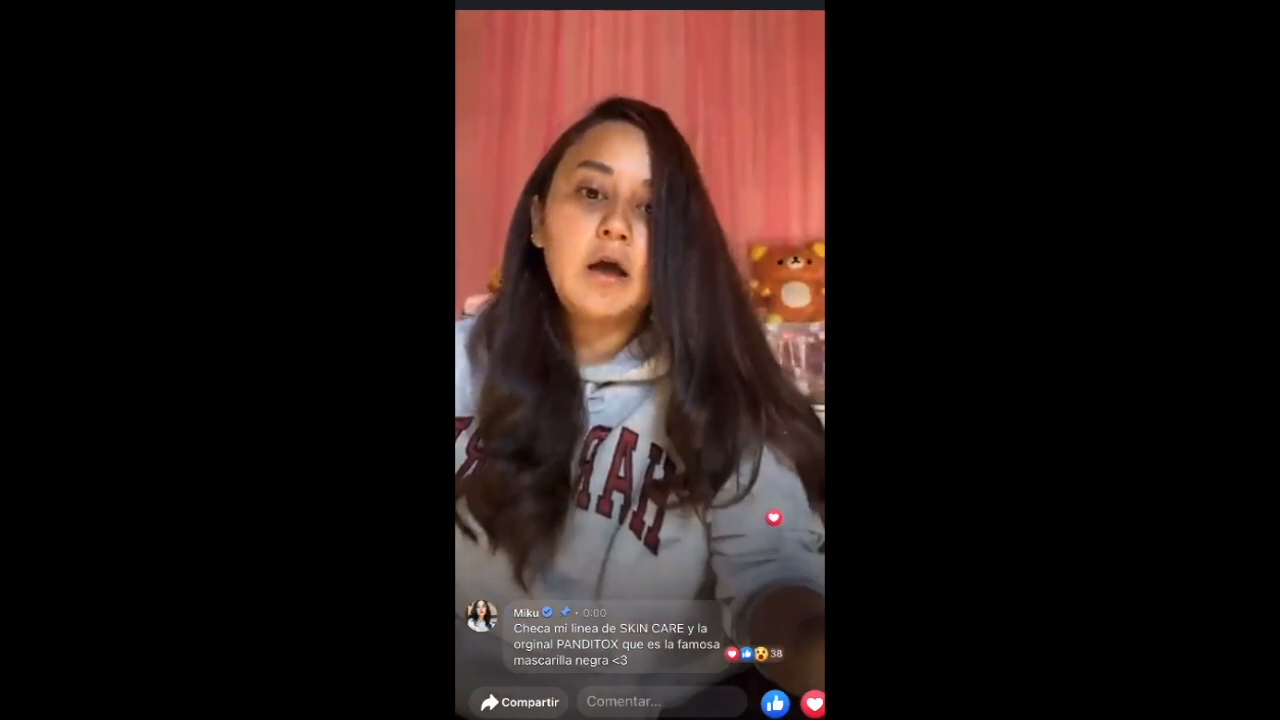 HAR
Miku • 0:00
Checa mi linea de SKIN CARE y la
orginal PANDITOX que es la famosa
mascarilla negra <3
38
Compartir
Comentar...